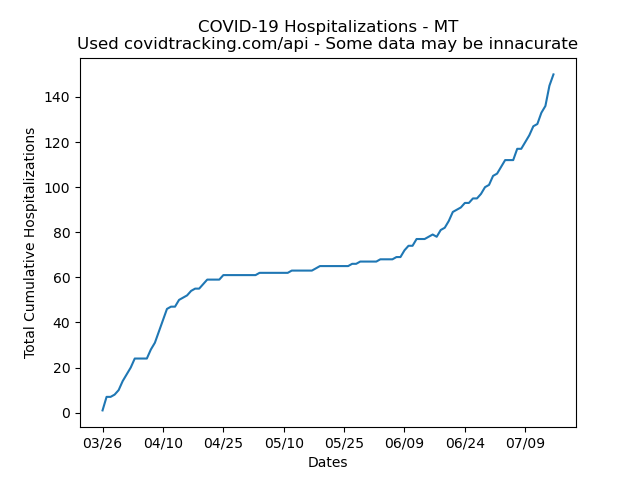 COVID-19 Hospitalizations - MT
Used covidtracking.com/api - Some data may be innacurate
Total Cumulative Hospitalizations
140
120
100
80
60
40
20
0
03/26 04/10 04/25 05/10 05/25 06/09 06/24 07/09
Dates